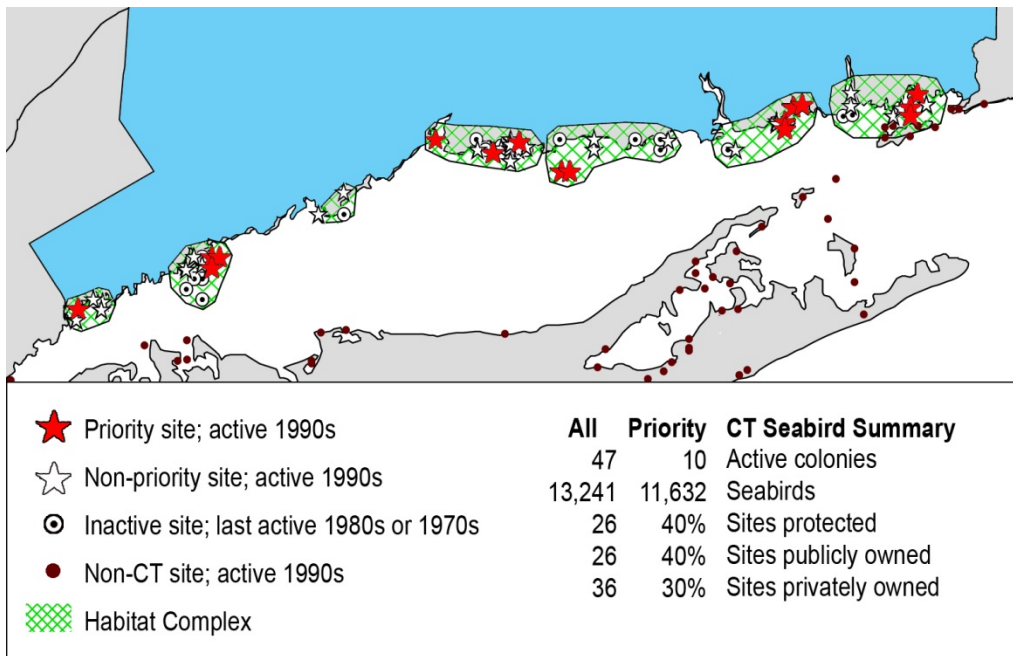 Priority site; active 1990s
Non-priority site; active 1990s
Inactive site; last active 1980s or 1970s
Non-CT site; active 1990s
Habitat Complex
All Priority CT Seabird Summary
47 10 Active colonies
13,241 11,632 Seabirds
26 40% Sites protected
26 40% Sites publicly owned
36 30% Sites privately owned